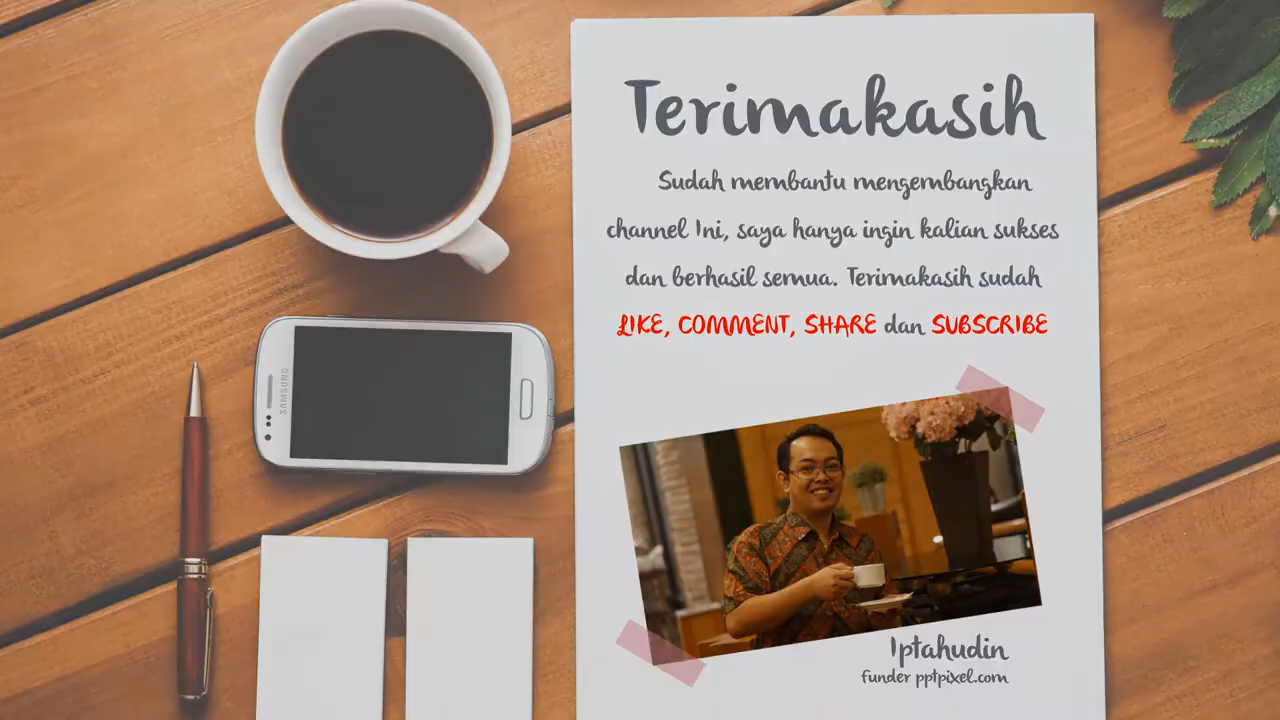 Terimakasih
Sudah membantu mengembangkan
channel Ini, saya hanya ingin kalian sukses
dan berhasil semua. Terimakasih sudah
LIKE, COMMENT, SHARE dan SUBSCRIBE
SAMSUNG
Iptahudin
funder pptpixel.com